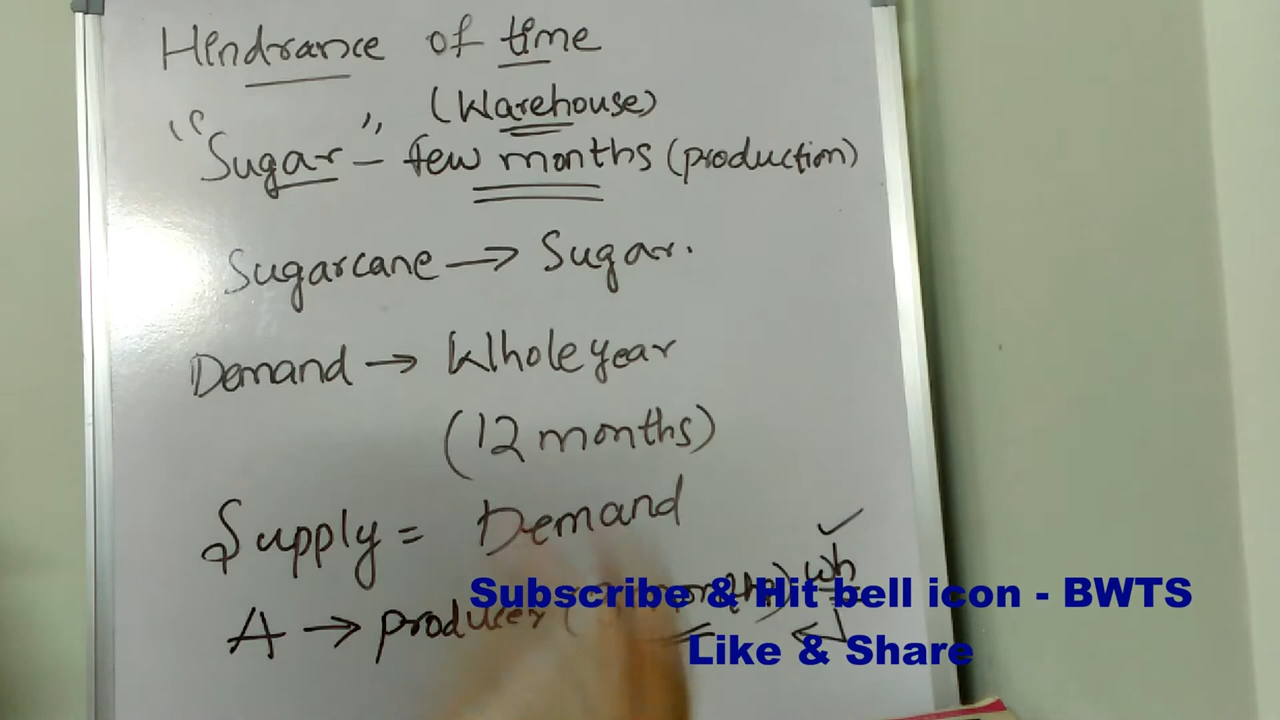 Hindrance of time
(Warehouse)
"Sugar" - few months (production)
Sugarcane → Sugar.
Demand → Whole year
(12 months)
Supply = Demand
A → producer ( wh
Subscribe & Hit bell icon - BWTS
Like & Share